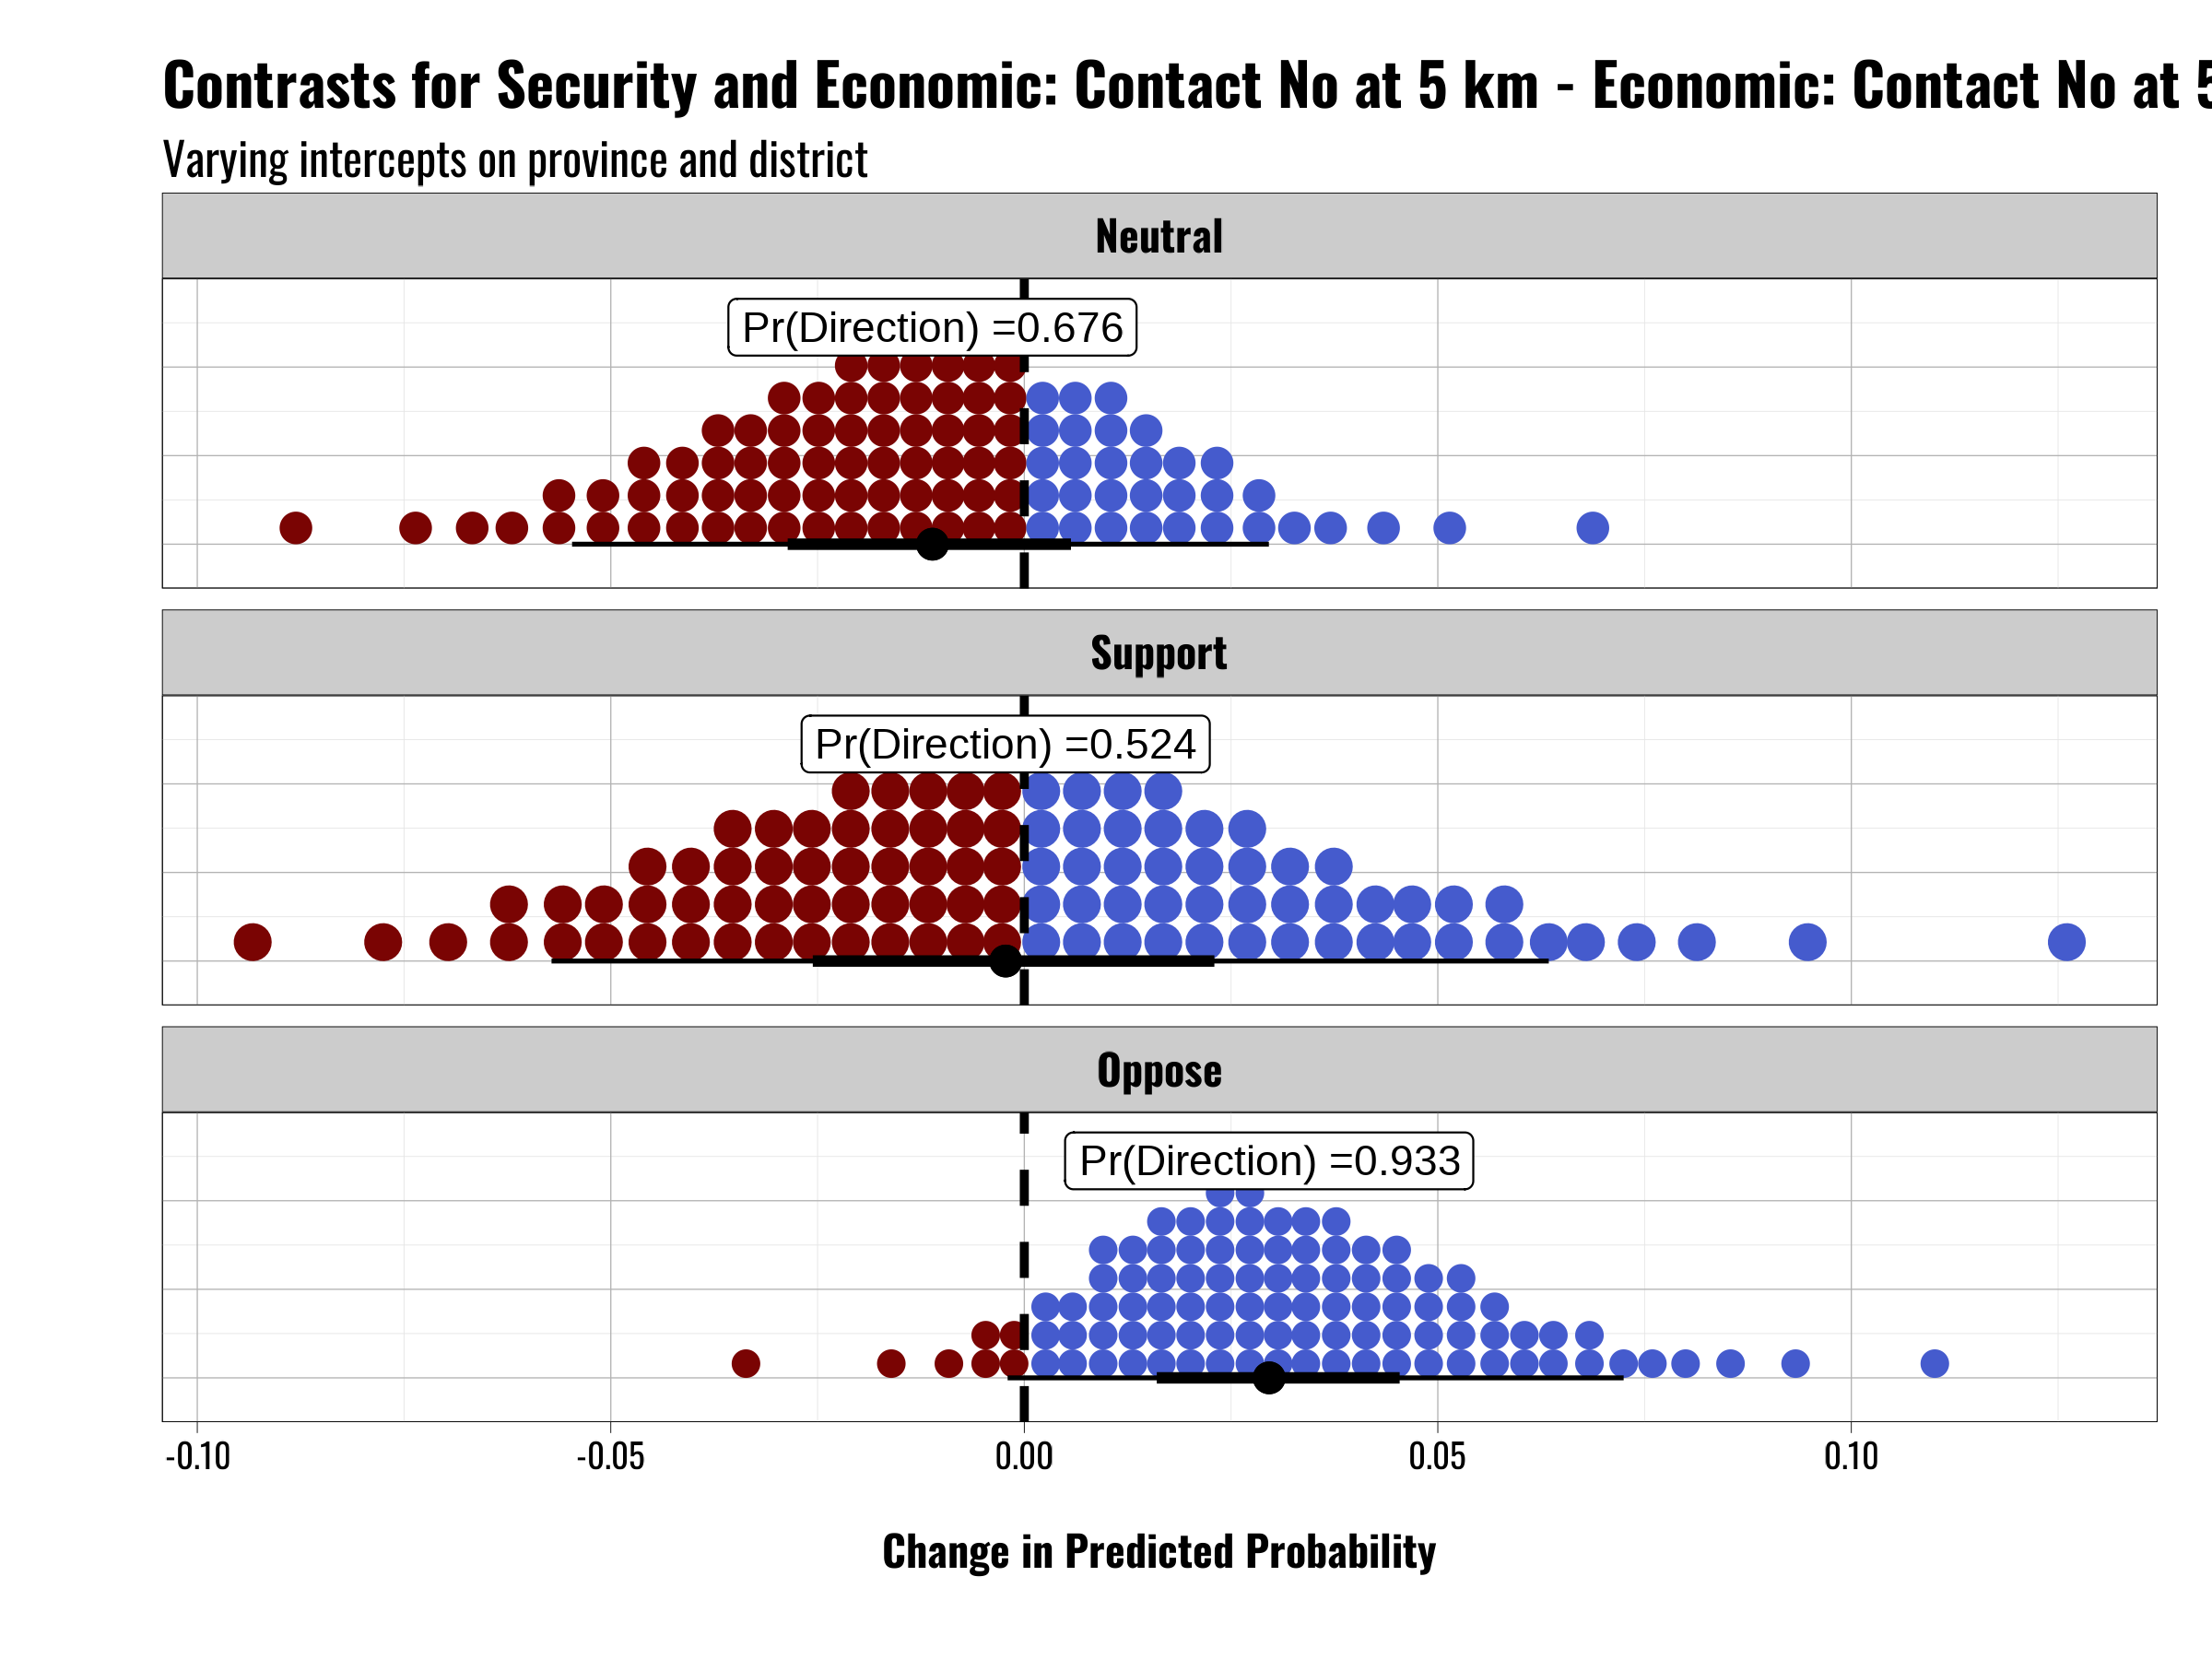 Contrasts for Security and Economic: Contact No at 5 km - Economic: Contact No at 5
Varying intercepts on province and district
Neutral
Pr(Direction) =0.676
Support
Pr(Direction) =0.524
Oppose
Pr(Direction) =0.933
-0.10 -0.05 0.00 0.05 0.10
Change in Predicted Probability